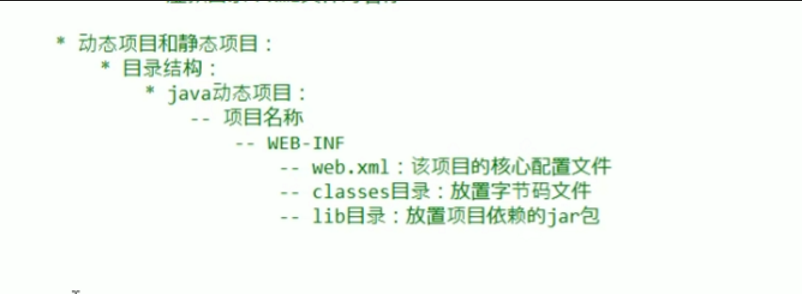 * 动态项目和静态项目：
* 目录结构：
* java动态项目：
-- 项目名称
-- WEB-INF
-- web.xml：该项目的核心配置文件
-- classes目录：放置字节码文件
-- lib目录：放置项目依赖的jar包